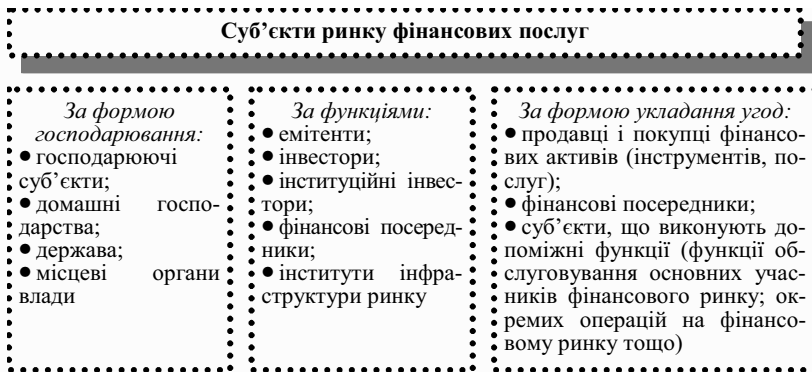 Суб’єкти ринку фінансових послуг
За формою
господарювання:
● господарюючі
суб’єкти;
● домашні госпо-
дарства;
● держава;
● місцеві органи
влади
За функціями:
● емітенти;
● інвестори;
● інституційні інвес-
тори;
● фінансові посеред-
ники;
● інститути інфра-
структури ринку
За формою укладання угод:
● продавці і покупці фінансо-
вих активів (інструментів, по-
слуг);
● фінансові посередники;
● суб’єкти, що виконують до-
поміжні функції (функції об-
слуговування основних учас-
ників фінансового ринку; ок-
ремих операцій на фінансо-
вому ринку тощо)